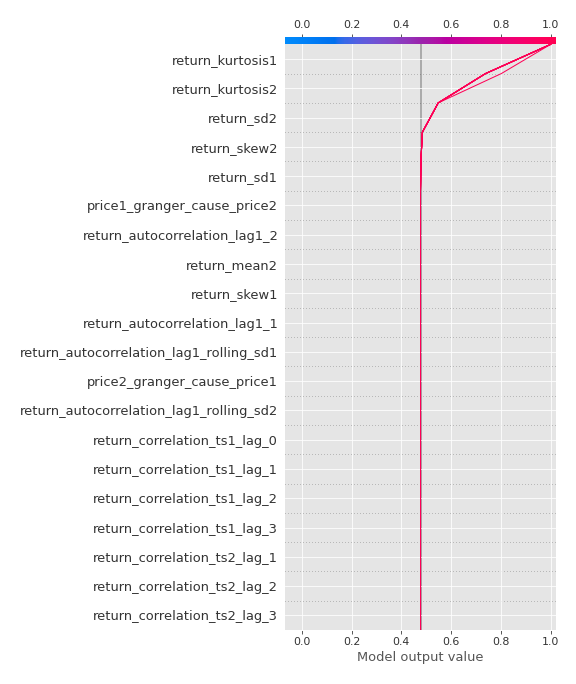 0.0 0.2 0.4 0.6 0.8 1.0
return_kurtosis1
return_kurtosis2
return_sd2
return_skew2
return_sd1
price1_granger_cause_price2
return_autocorrelation_lag1_2
return_mean2
return_skew1
return_autocorrelation_lag1_1
return_autocorrelation_lag1_rolling_sd1
price2_granger_cause_price1
return_autocorrelation_lag1_rolling_sd2
return_correlation_ts1_lag_0
return_correlation_ts1_lag_1
return_correlation_ts1_lag_2
return_correlation_ts1_lag_3
return_correlation_ts2_lag_1
return_correlation_ts2_lag_2
return_correlation_ts2_lag_3
0.0 0.2 0.4 0.6 0.8 1.0
Model output value